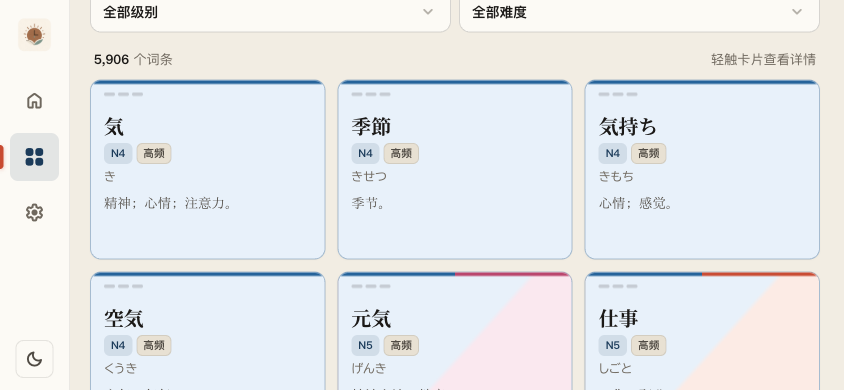 全部级别
全部难度
5,906 个词条
轻触卡片查看详情
気
N4 高频
き
精神；心情；注意力。
季節
N4 高频
きせつ
季节。
気持ち
N4 高频
きもち
心情；感觉。
空気
N4 高频
くうき
元気
N5 高频
げんき
仕事
N5 高频
しごと